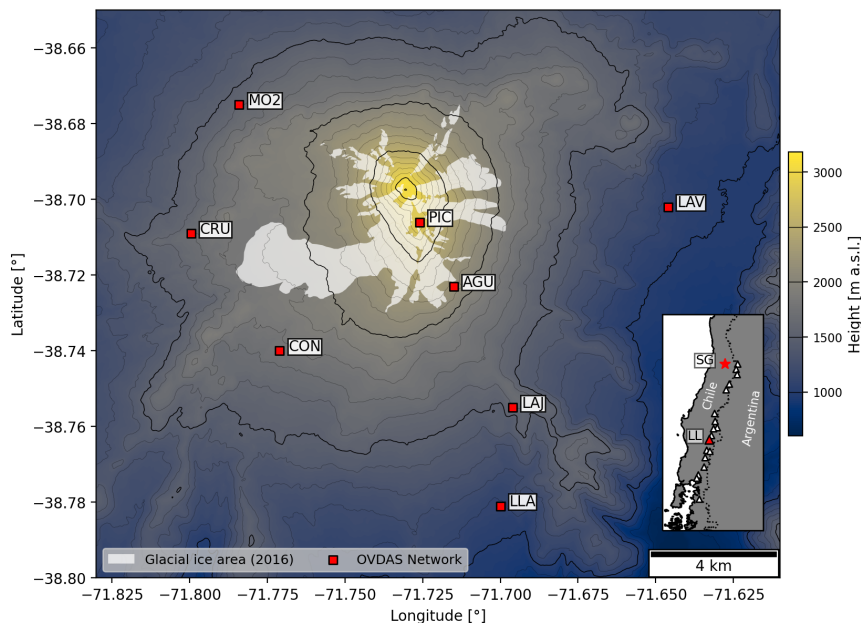 −38.66
−38.68
−38.70
−38.72
−38.74
−38.76
−38.78
−38.80
Latitude [°]
MO2
LAV
PIC
CRU
AGU
CON
LAJ
LLA
SG
Chile
Argentina
LL
Glacial ice area (2016)
OVDAS Network
4 km
−71.825
−71.800
−71.775
−71.750
−71.725
−71.700
−71.675
−71.650
−71.625
Longitude [°]
3000
2500
2000
1500
1000
Height [m a.s.l.]